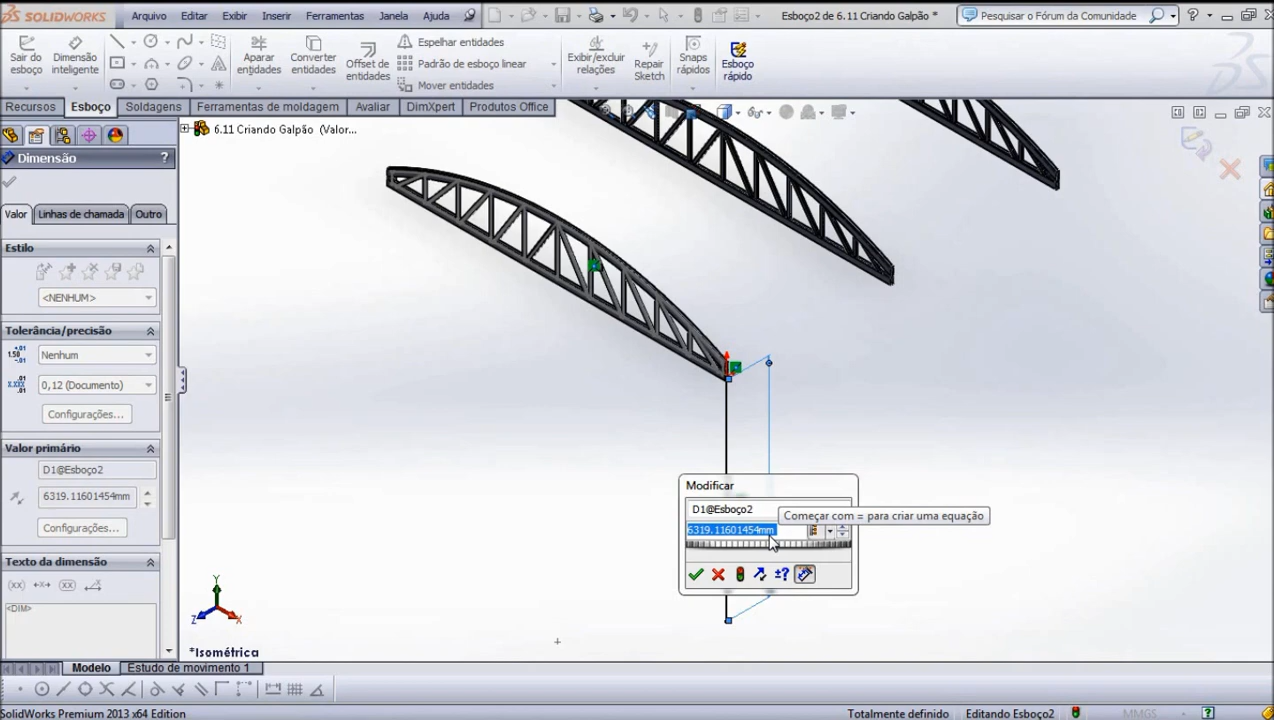 SOLIDWORKS
Arquivo Editar Exibir Inserir Ferramentas Janela Ajuda
Esboço2 de 6.11 Criando Galpão *
Pesquisar o Fórum da Comunidade
Sair do esboço
Dimensão inteligente
Aparar entidades
Converter entidades
Offset de entidades
Espelhar entidades
Padrão de esboço linear
Mover entidades
Exibir/excluir relações
Repair Sketch
Snaps rápidos
Esboço rápido
Recursos Esboço Soldagens Ferramentas de moldagem Avaliar DimXpert Produtos Office
6.11 Criando Galpão (Valor...
Dimensão ?
Valor Linhas de chamada Outro
Estilo
<NENHUM>
Tolerância/precisão
Nenhum
0,12 (Documento)
Configurações...
Valor primário
D1@Esboço2
6319.11601454mm
Configurações...
Texto da dimensão
<DIM>
Modificar
D1@Esboço2
Começar com = para criar uma equação
6319.11601454mm
Y
Z X
*Isométrica
Modelo Estudo de movimento 1
SolidWorks Premium 2013 x64 Edition
Totalmente definido Editando Esboço2 MMGS